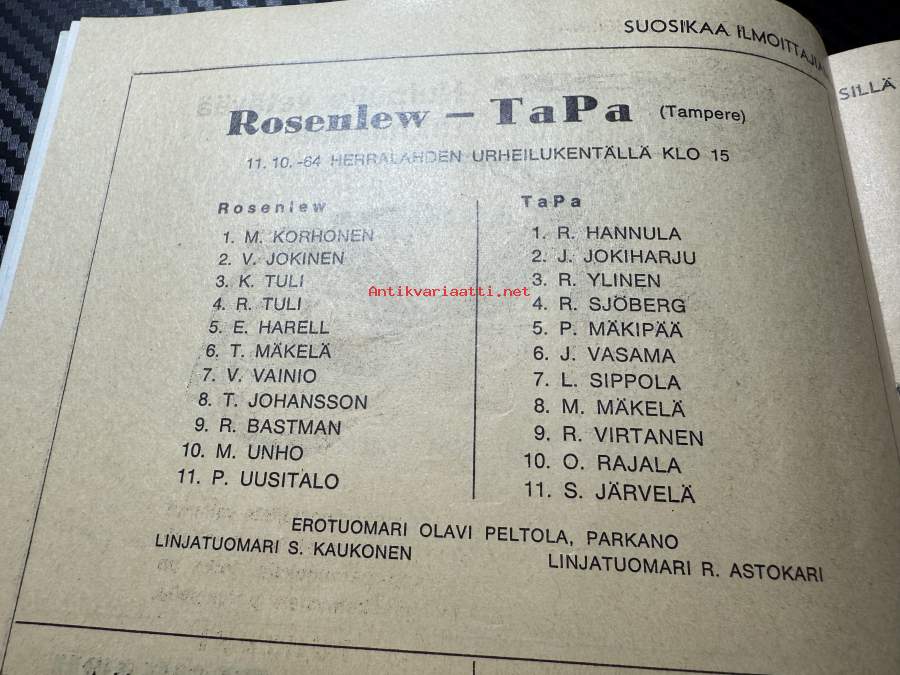 SUOSIKAA ILMOITTAJIA
SILLÄ
Rosenlew – TaPa (Tampere)
11. 10. -64 HERRALAHDEN URHEILUKENTÄLLÄ KLO 15
Rosenlew
1. M. KORHONEN
2. V. JOKINEN
3. K. TULI
4. R. TULI
5. E. HARELL
6. T. MÄKELÄ
7. V. VAINIO
8. T. JOHANSSON
9. R. BASTMAN
10. M. UNHO
11. P. UUSITALO
TaPa
1. R. HANNULA
2. J. JOKIHARJU
3. R. YLINEN
4. R. SJÖBERG
5. P. MÄKIPÄÄ
6. J. VASAMA
7. L. SIPPOLA
8. M. MÄKELÄ
9. R. VIRTANEN
10. O. RAJALA
11. S. JÄRVELÄ
Antikvariaatti.net
EROTUOMARI OLAVI PELTOLA, PARKANO
LINJATUOMARI S. KAUKONEN
LINJATUOMARI R. ASTOKARI